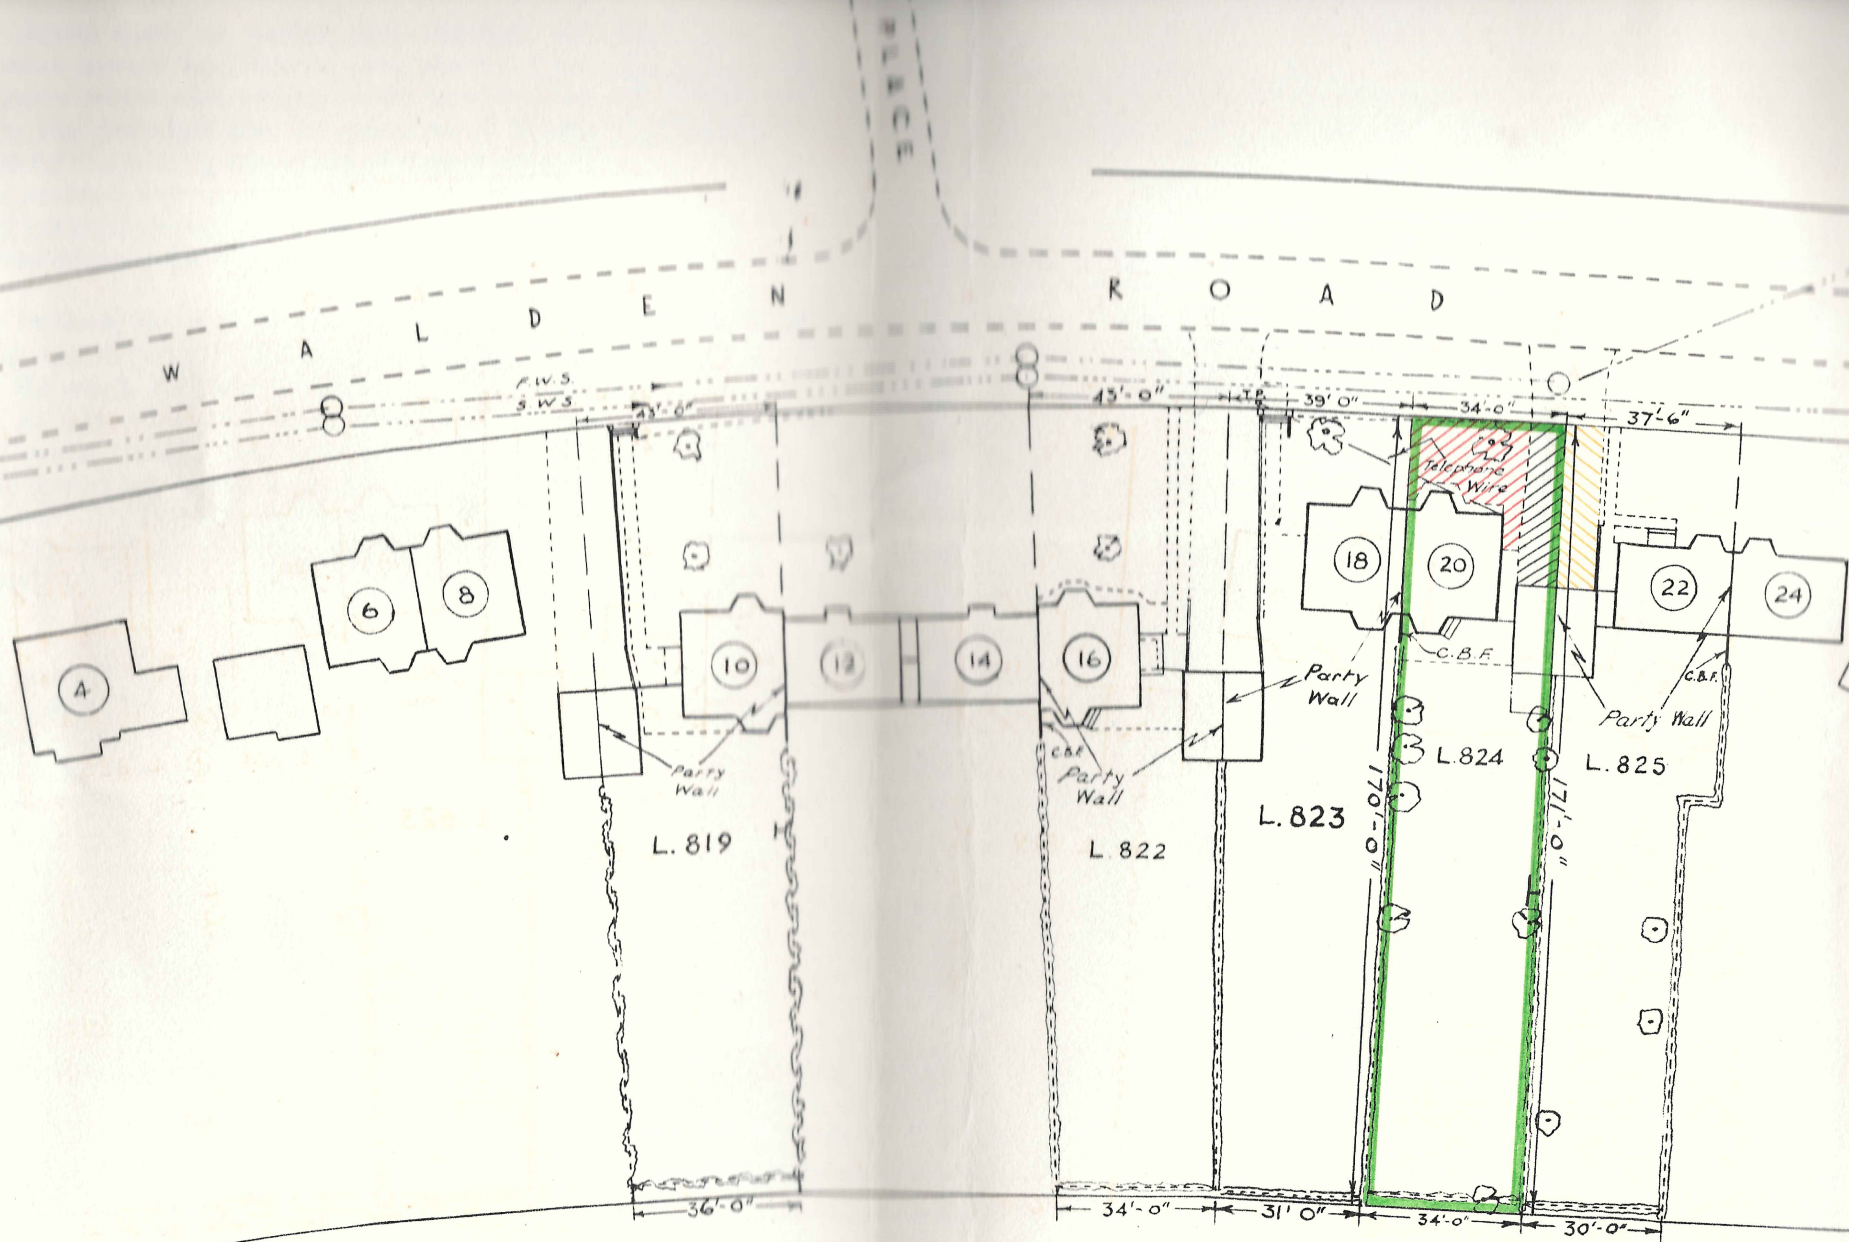 PLACE
W A L D E N R O A D
F.W.S.
S.W.S.
43'-0"
43'-0"
T.P.
39'0"
34'-0"
37'-6"
Telephone
Wire
4
6
8
10
12
14
16
18
20
22
24
C.B.F.
C.B.F.
C.B.F.
Party
Wall
Party
Wall
Party
Wall
Party Wall
L.819
L.822
L.823
L.824
L.825
170'-0"
171'-0"
36'-0"
34'-0"
31'0"
34'-0"
30'-0"